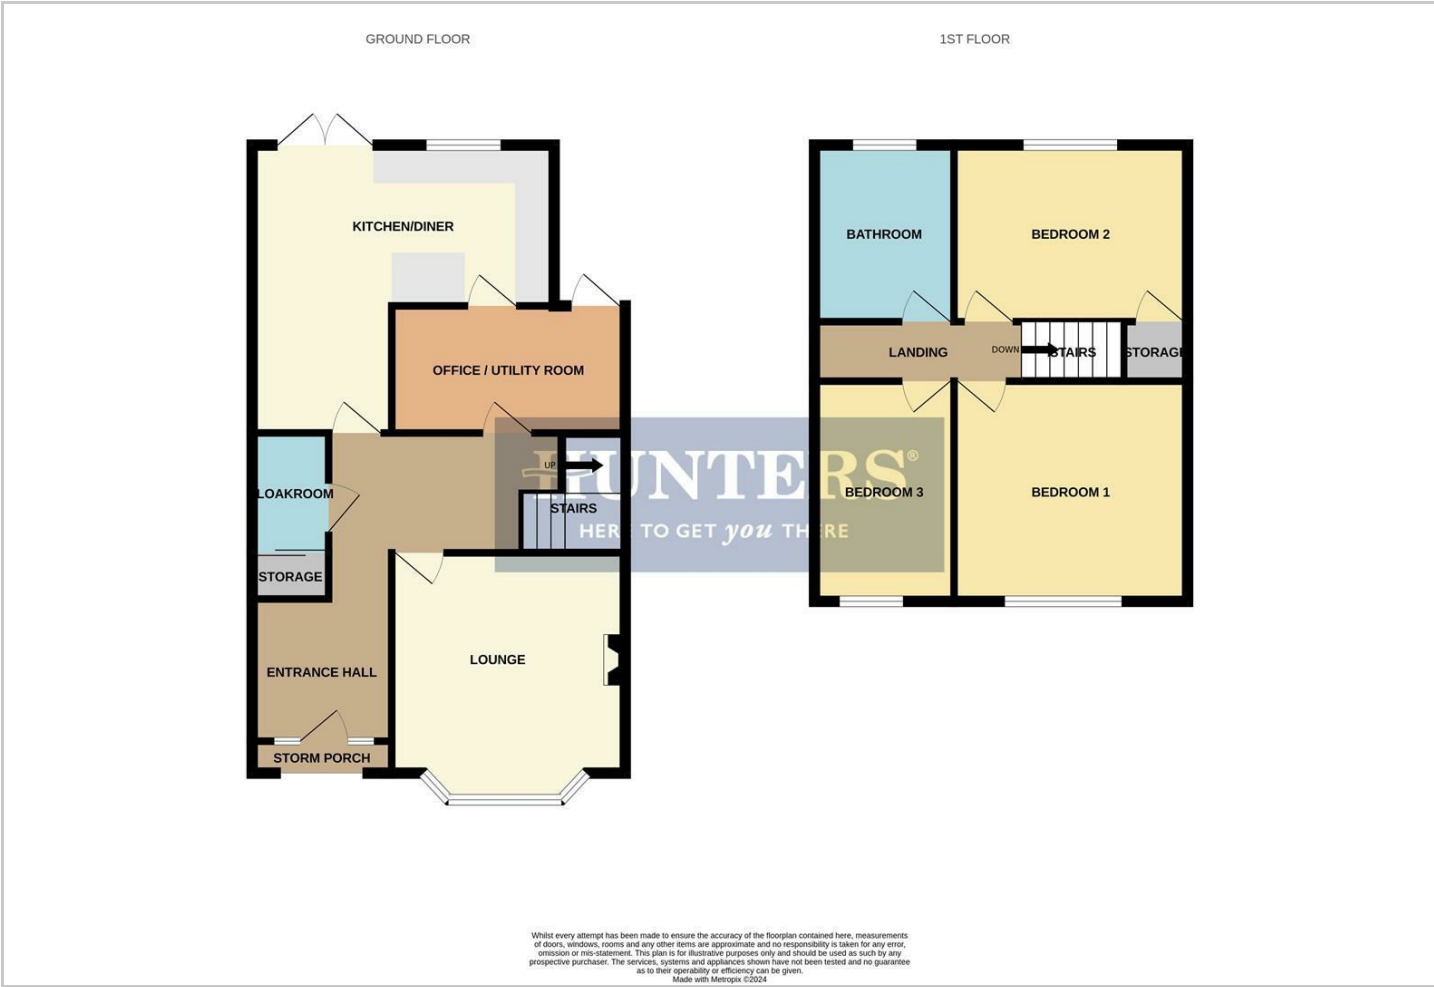 GROUND FLOOR
1ST FLOOR
KITCHEN/DINER
OFFICE / UTILITY ROOM
LOAKROOM
STORAGE
UP
STAIRS
ENTRANCE HALL
LOUNGE
STORM PORCH
BATHROOM
BEDROOM 2
LANDING
DOWN
STAIRS
STORAGE
BEDROOM 3
BEDROOM 1
HUNTERS®
HERE TO GET you THERE
Whilst every attempt has been made to ensure the accuracy of the floorplan contained here, measurements
of doors, windows, rooms and any other items are approximate and no responsibility is taken for any error,
omission or mis-statement. This plan is for illustrative purposes only and should be used as such by any
prospective purchaser. The services, systems and appliances shown have not been tested and no guarantee
as to their operability or efficiency can be given.
Made with Metropix ©2024